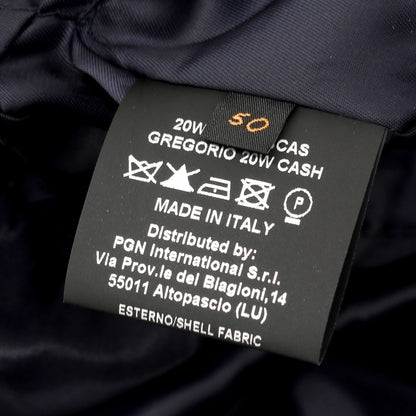 50
20W CAS
GREGORIO 20W CASH
P
MADE IN ITALY
Distributed by:
PGN International S.r.l.
Via Prov.le dei Biagioni,14
55011 Altopascio (LU)
ESTERNO/SHELL FABRIC